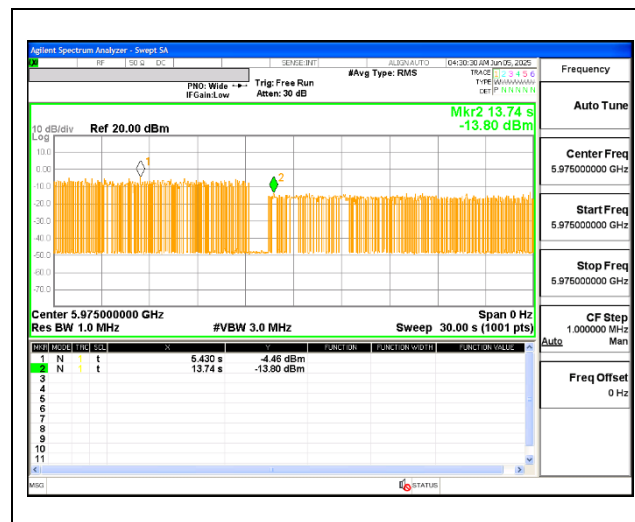 Agilent Spectrum Analyzer - Swept SA
RF 50 Ω DC SENSE:INT ALIGN AUTO 04:30:30 AM Jun 05, 2025
PNO: Wide Trig: Free Run #Avg Type: RMS TRACE 1 2 3 4 5 6
IFGain:Low Atten: 30 dB TYPE
DET P N N N N N
Mkr2 13.74 s
-13.80 dBm
10 dB/div Ref 20.00 dBm
Log
10.0
0.00
-10.0
-20.0
-30.0
-40.0
-50.0
-60.0
-70.0
1
2
Center 5.975000000 GHz Span 0 Hz
Res BW 1.0 MHz #VBW 3.0 MHz Sweep 30.00 s (1001 pts)
MKR MODE TRC SCL X Y FUNCTION FUNCTION WIDTH FUNCTION VALUE
1 N 1 t 5.430 s -4.46 dBm
2 N 1 t 13.74 s -13.80 dBm
3
4
5
6
7
8
9
10
11
MSG STATUS
Frequency
Auto Tune
Center Freq
5.975000000 GHz
Start Freq
5.975000000 GHz
Stop Freq
5.975000000 GHz
CF Step
1.000000 MHz
Auto Man
Freq Offset
0 Hz